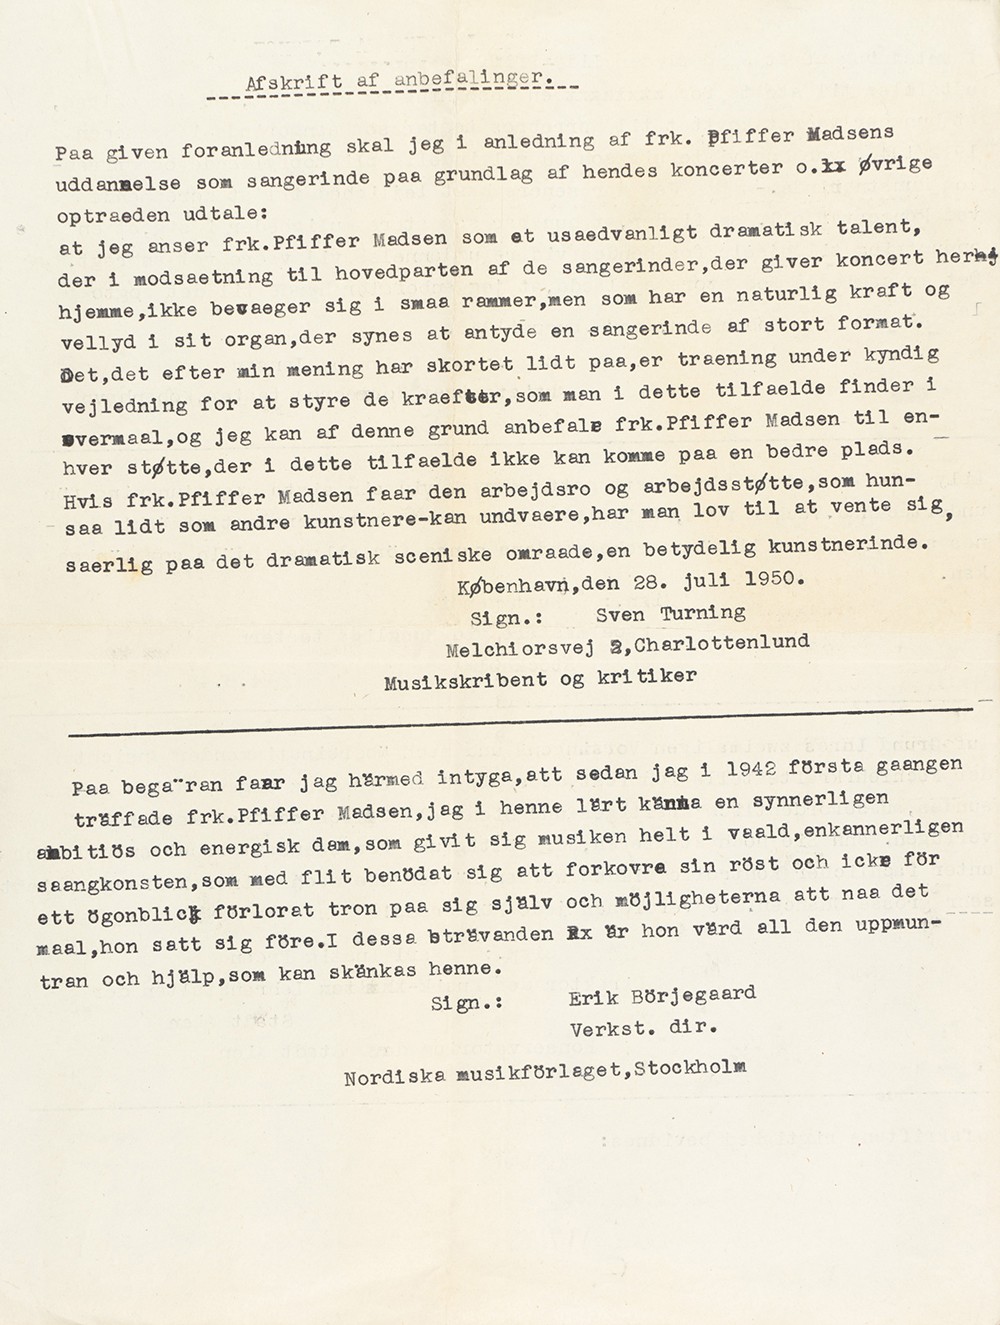 Afskrift af anbefalinger.
Paa given foranledning skal jeg i anledning af frk. Pfiffer Madsens
uddannelse som sangerinde paa grundlag af hendes koncerter o. øvrige
optraeden udtale:
at jeg anser frk.Pfiffer Madsen som et usaedvanligt dramatisk talent,
der i modsaetning til hovedparten af de sangerinder,der giver koncert her
hjemme,ikke bevaeger sig i smaa rammer,men som har en naturlig kraft og
vellyd i sit organ,der synes at antyde en sangerinde af stort format.
Det,det efter min mening har skortet lidt paa,er traening under kyndig
vejledning for at styre de kraefter,som man i dette tilfaelde finder i
overmaal,og jeg kan af denne grund anbefale frk.Pfiffer Madsen til en-
hver støtte,der i dette tilfaelde ikke kan komme paa en bedre plads.
Hvis frk.Pfiffer Madsen faar den arbejdsro og arbejdsstøtte,som hun-
saa lidt som andre kunstnere-kan undvaere,har man lov til at vente sig,
saerlig paa det dramatisk sceniske omraade,en betydelig kunstnerinde.
København,den 28. juli 1950.
Sign.: Sven Turning
Melchiorsvej 2,Charlottenlund
Musikskribent og kritiker
Paa bega¨ran faar jag härmed intyga,att sedan jag i 1942 första gaangen
träffade frk.Pfiffer Madsen,jag i henne lärt känna en synnerligen
ambitiös och energisk dam,som givit sig musiken helt i vaald,enkannerligen
saangkonsten,som med flit benödat sig att forkovra sin röst och icke för
ett ögonblick förlorat tron paa sig själv och möjligheterna att naa det
maal,hon satt sig före.I dessa strävanden är hon värd all den uppmun-
tran och hjälp,som kan skänkas henne.
Sign.: Erik Börjegaard
Verkst. dir.
Nordiska musikförlaget,Stockholm